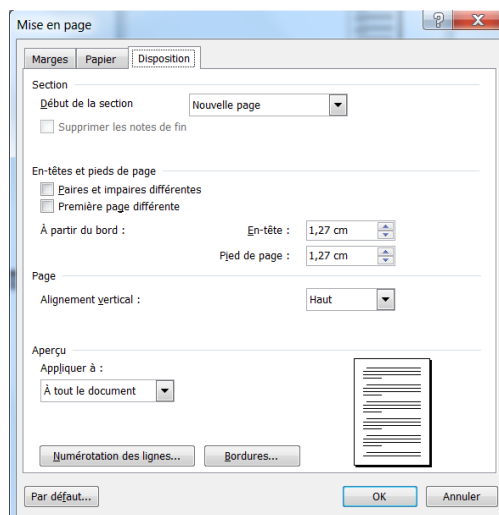 Mise en page
Marges Papier Disposition
Section
Début de la section Nouvelle page
Supprimer les notes de fin
En-têtes et pieds de page
Paires et impaires différentes
Première page différente
À partir du bord : En-tête : 1,27 cm
Pied de page : 1,27 cm
Page
Alignement vertical : Haut
Aperçu
Appliquer à :
À tout le document
Numérotation des lignes... Bordures...
Par défaut... OK Annuler